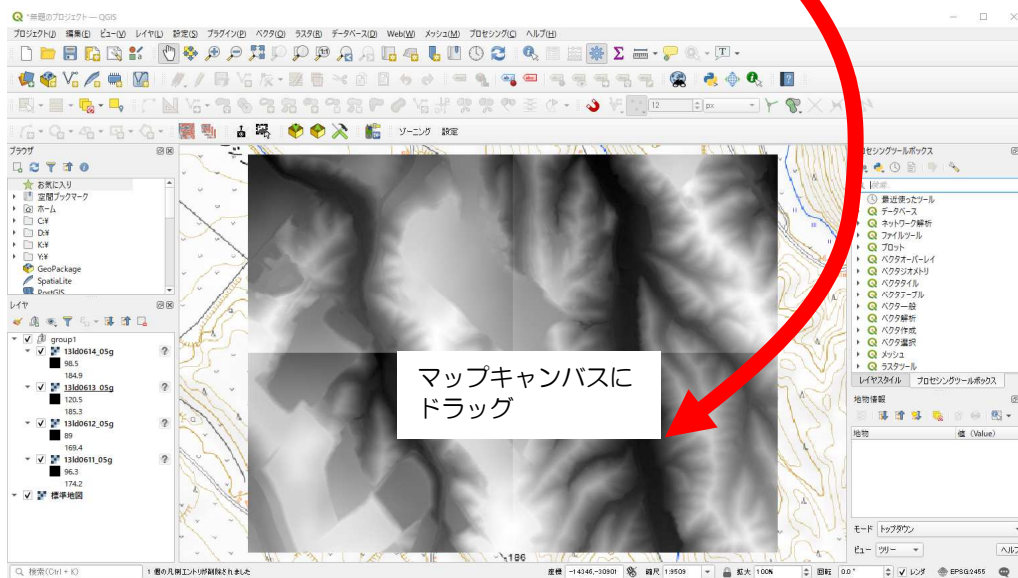 *無題のプロジェクト — QGIS
プロジェクト(J) 編集(E) ビュー(V) レイヤ(L) 設定(S) プラグイン(P) ベクタ(O) ラスタ(R) データベース(D) Web(W) メッシュ(M) プロセシング(C) ヘルプ(H)
12 px
ソーニング 設定
ブラウザ
お気に入り
空間ブックマーク
ホーム
C:¥
D:¥
K:¥
Y:¥
GeoPackage
SpatiaLite
PostGIS
レイヤ
group1
13ld0614_05g
98.5
184.9
13ld0613_05g
120.5
185.3
13ld0612_05g
89
169.4
13ld0611_05g
96.3
174.2
標準地図
マップキャンバスに
ドラッグ
186
セシングツールボックス
検索…
最近使ったツール
データベース
ネットワーク解析
ファイルツール
プロット
ベクタオーバーレイ
ベクタジオメトリ
ベクタタイル
ベクタテーブル
ベクタ一般
ベクタ解析
ベクタ作成
ベクタ選択
メッシュ
ラスタツール
レイヤスタイル プロセシングツールボックス
地物情報
地物 値 (Value)
モード トップダウン
ビュー ツリー ヘルプ
検索(Ctrl + K) 1 個の凡例エントリが削除されました 座標 -14346,-30901 縮尺 1:9509 拡大 100% 回転 0.0° レンダ EPSG:2455